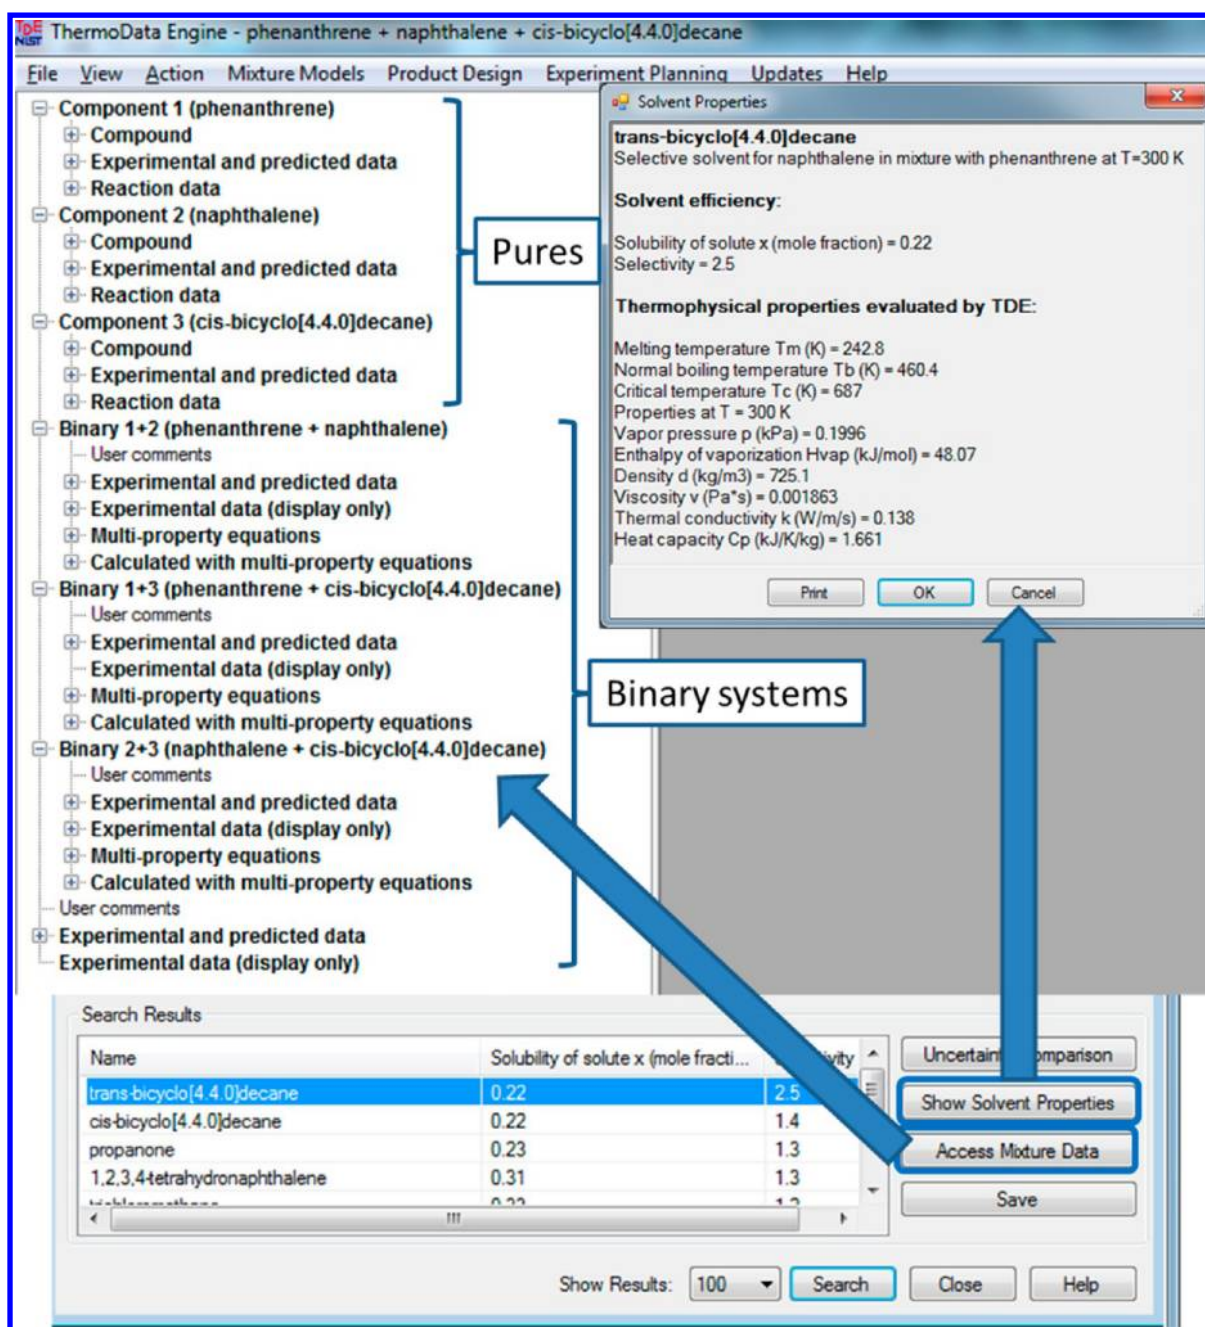 TDE
NIST
ThermoData Engine - phenanthrene + naphthalene + cis-bicyclo[4.4.0]decane
File View Action Mixture Models Product Design Experiment Planning Updates Help
Component 1 (phenanthrene)
Compound
Experimental and predicted data
Reaction data
Component 2 (naphthalene)
Compound
Experimental and predicted data
Reaction data
Component 3 (cis-bicyclo[4.4.0]decane)
Compound
Experimental and predicted data
Reaction data
Binary 1+2 (phenanthrene + naphthalene)
User comments
Experimental and predicted data
Experimental data (display only)
Multi-property equations
Calculated with multi-property equations
Binary 1+3 (phenanthrene + cis-bicyclo[4.4.0]decane)
User comments
Experimental and predicted data
Experimental data (display only)
Multi-property equations
Calculated with multi-property equations
Binary 2+3 (naphthalene + cis-bicyclo[4.4.0]decane)
User comments
Experimental and predicted data
Experimental data (display only)
Multi-property equations
Calculated with multi-property equations
User comments
Experimental and predicted data
Experimental data (display only)
Pures
Binary systems
Solvent Properties
trans-bicyclo[4.4.0]decane
Selective solvent for naphthalene in mixture with phenanthrene at T=300 K
Solvent efficiency:
Solubility of solute x (mole fraction) = 0.22
Selectivity = 2.5
Thermophysical properties evaluated by TDE:
Melting temperature Tm (K) = 242.8
Normal boiling temperature Tb (K) = 460.4
Critical temperature Tc (K) = 687
Properties at T = 300 K
Vapor pressure p (kPa) = 0.1996
Enthalpy of vaporization Hvap (kJ/mol) = 48.07
Density d (kg/m3) = 725.1
Viscosity v (Pa*s) = 0.001863
Thermal conductivity k (W/m/s) = 0.138
Heat capacity Cp (kJ/K/kg) = 1.661
Print OK Cancel
Search Results
Name Solubility of solute x (mole fracti...
trans-bicyclo[4.4.0]decane 0.22 2.5
cis-bicyclo[4.4.0]decane 0.22 1.4
propanone 0.23 1.3
1,2,3,4-tetrahydronaphthalene 0.31 1.3
Uncertainty Comparison
Show Solvent Properties
Access Mixture Data
Save
Show Results: 100 Search Close Help